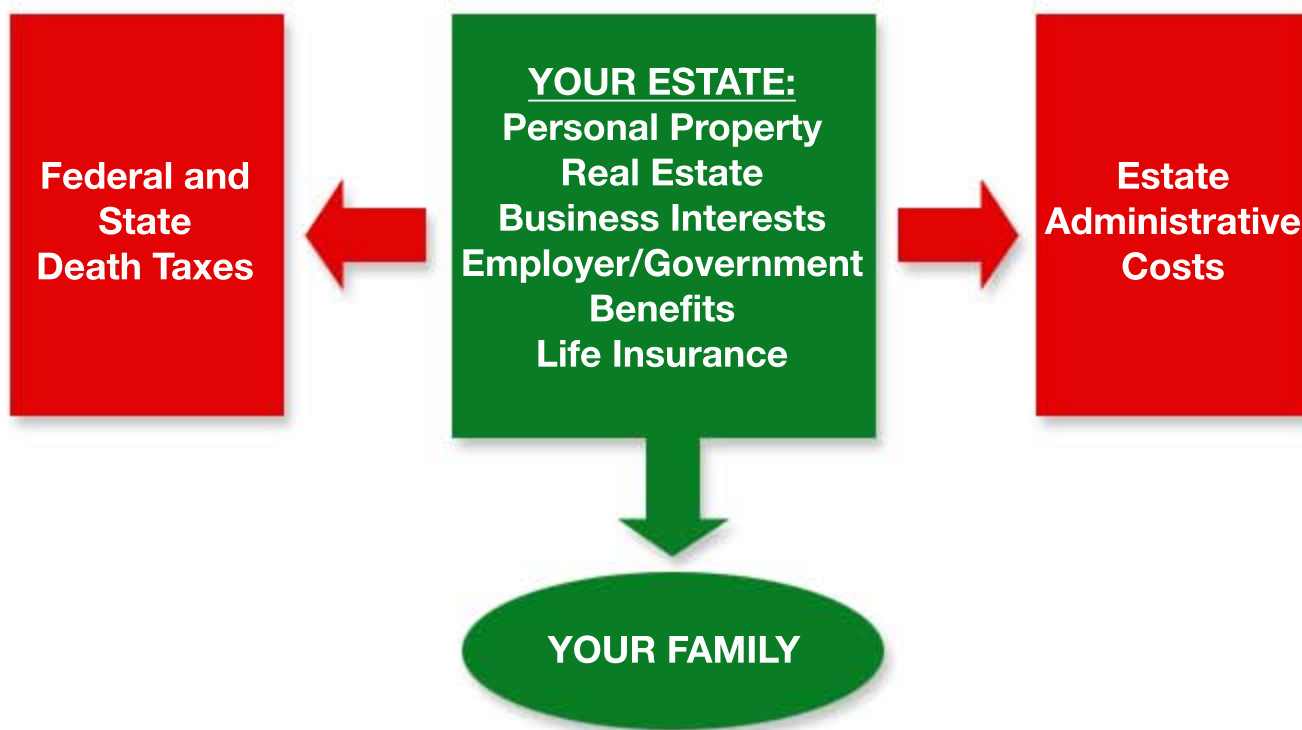 Federal and
State
Death Taxes
YOUR ESTATE:
Personal Property
Real Estate
Business Interests
Employer/Government
Benefits
Life Insurance
Estate
Administrative
Costs
YOUR FAMILY